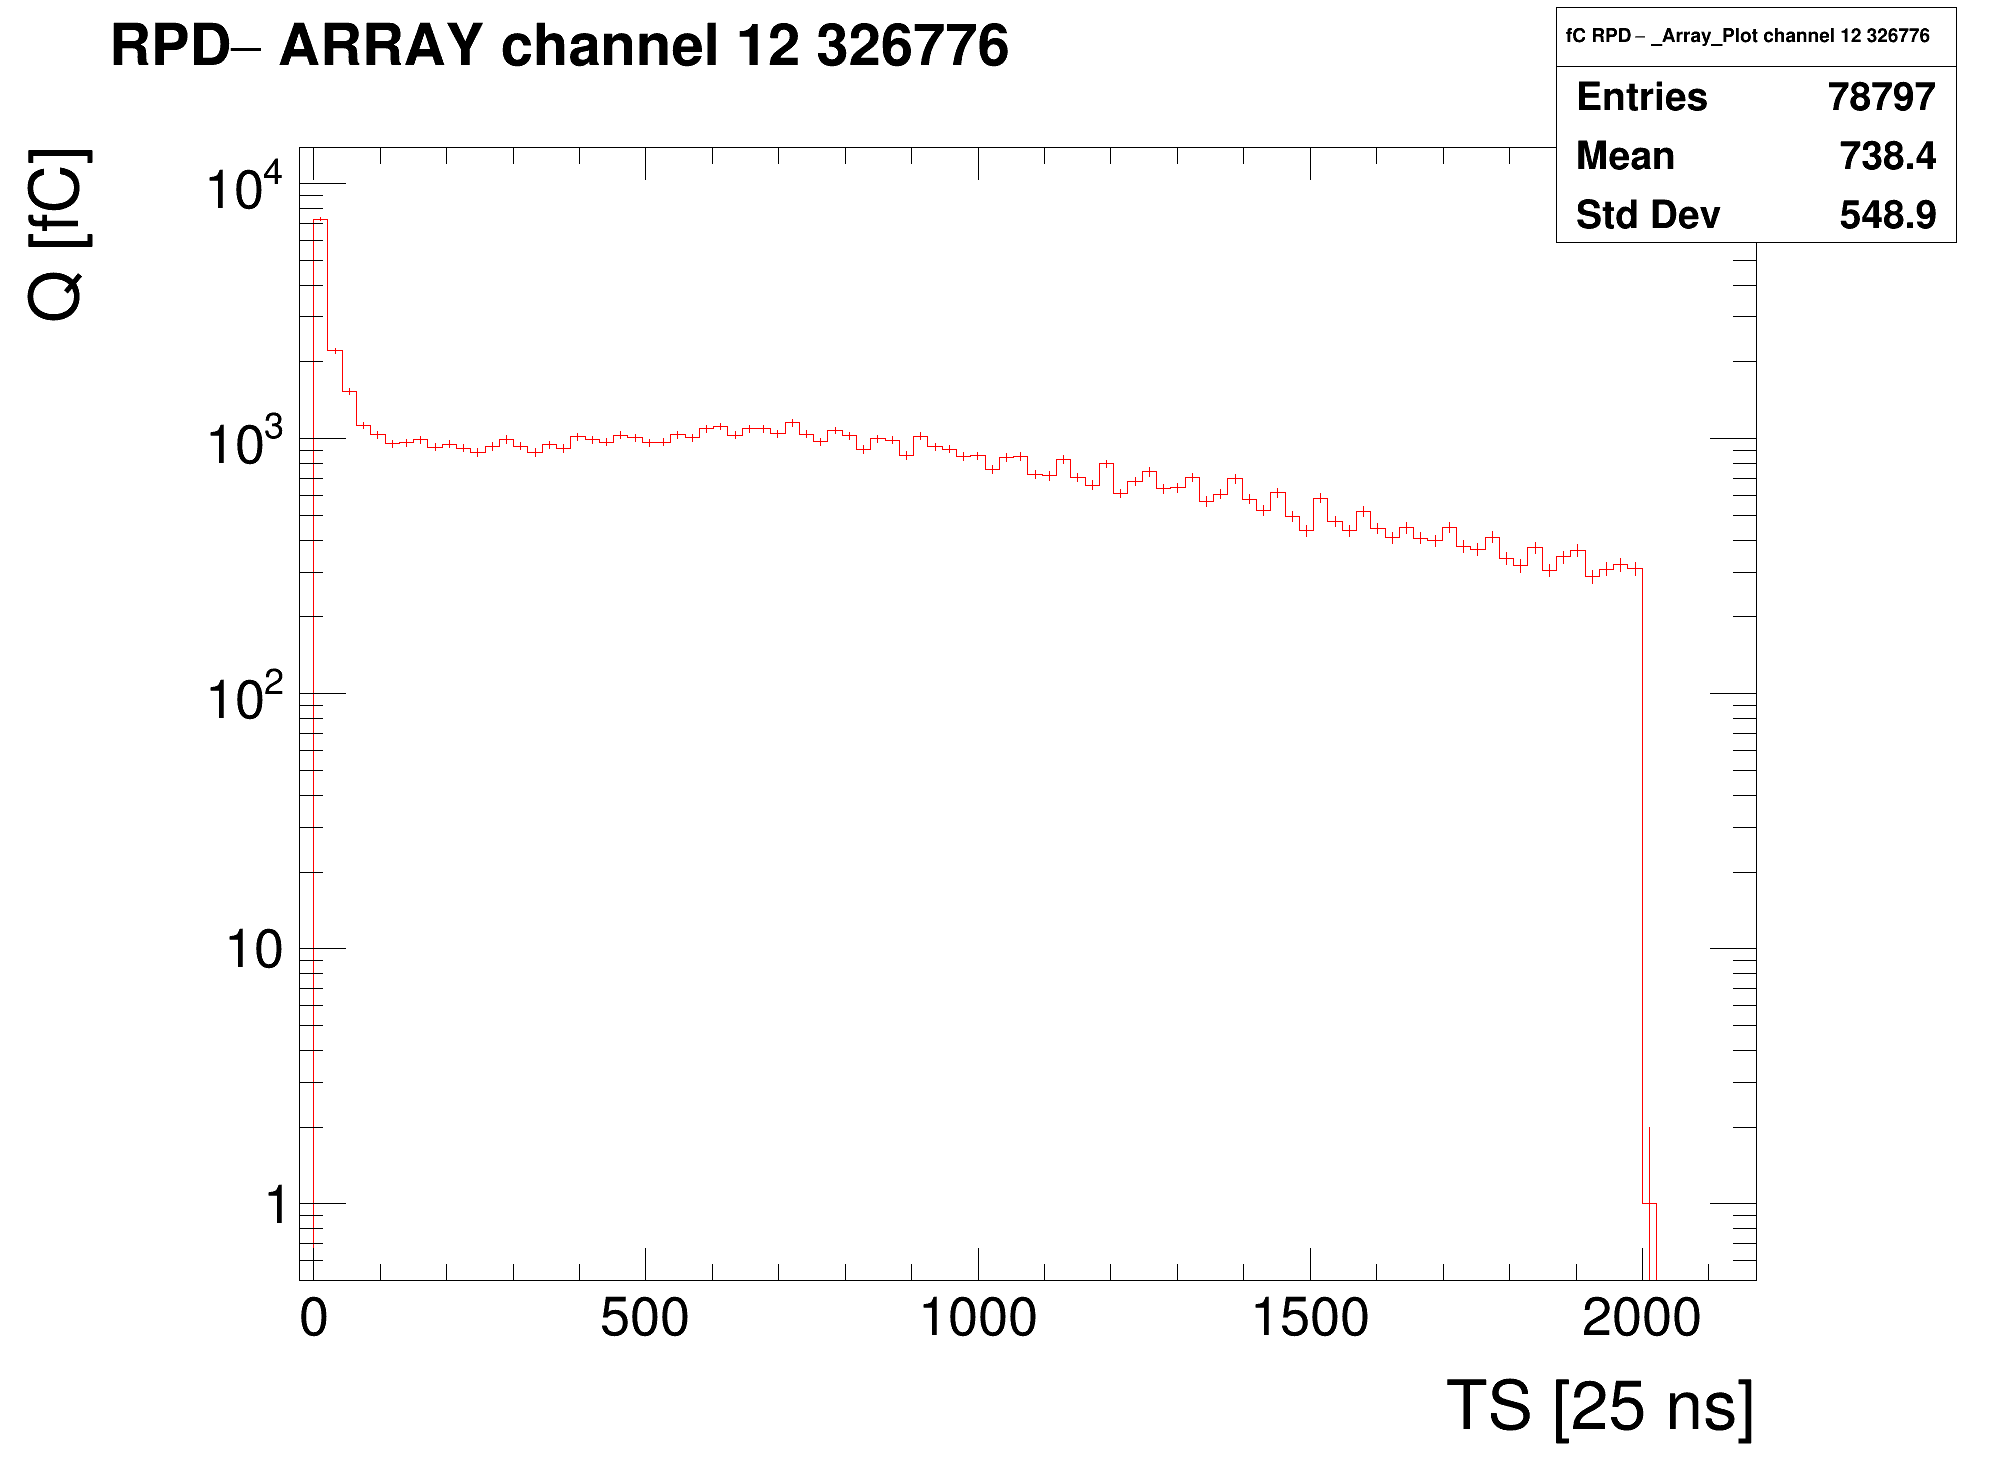 RPD– ARRAY channel 12 326776
fC RPD – _Array_Plot channel 12 326776
Entries 78797
Mean 738.4
Std Dev 548.9
Q [fC]
10^4
10^3
10^2
10
1
0 500 1000 1500 2000
TS [25 ns]